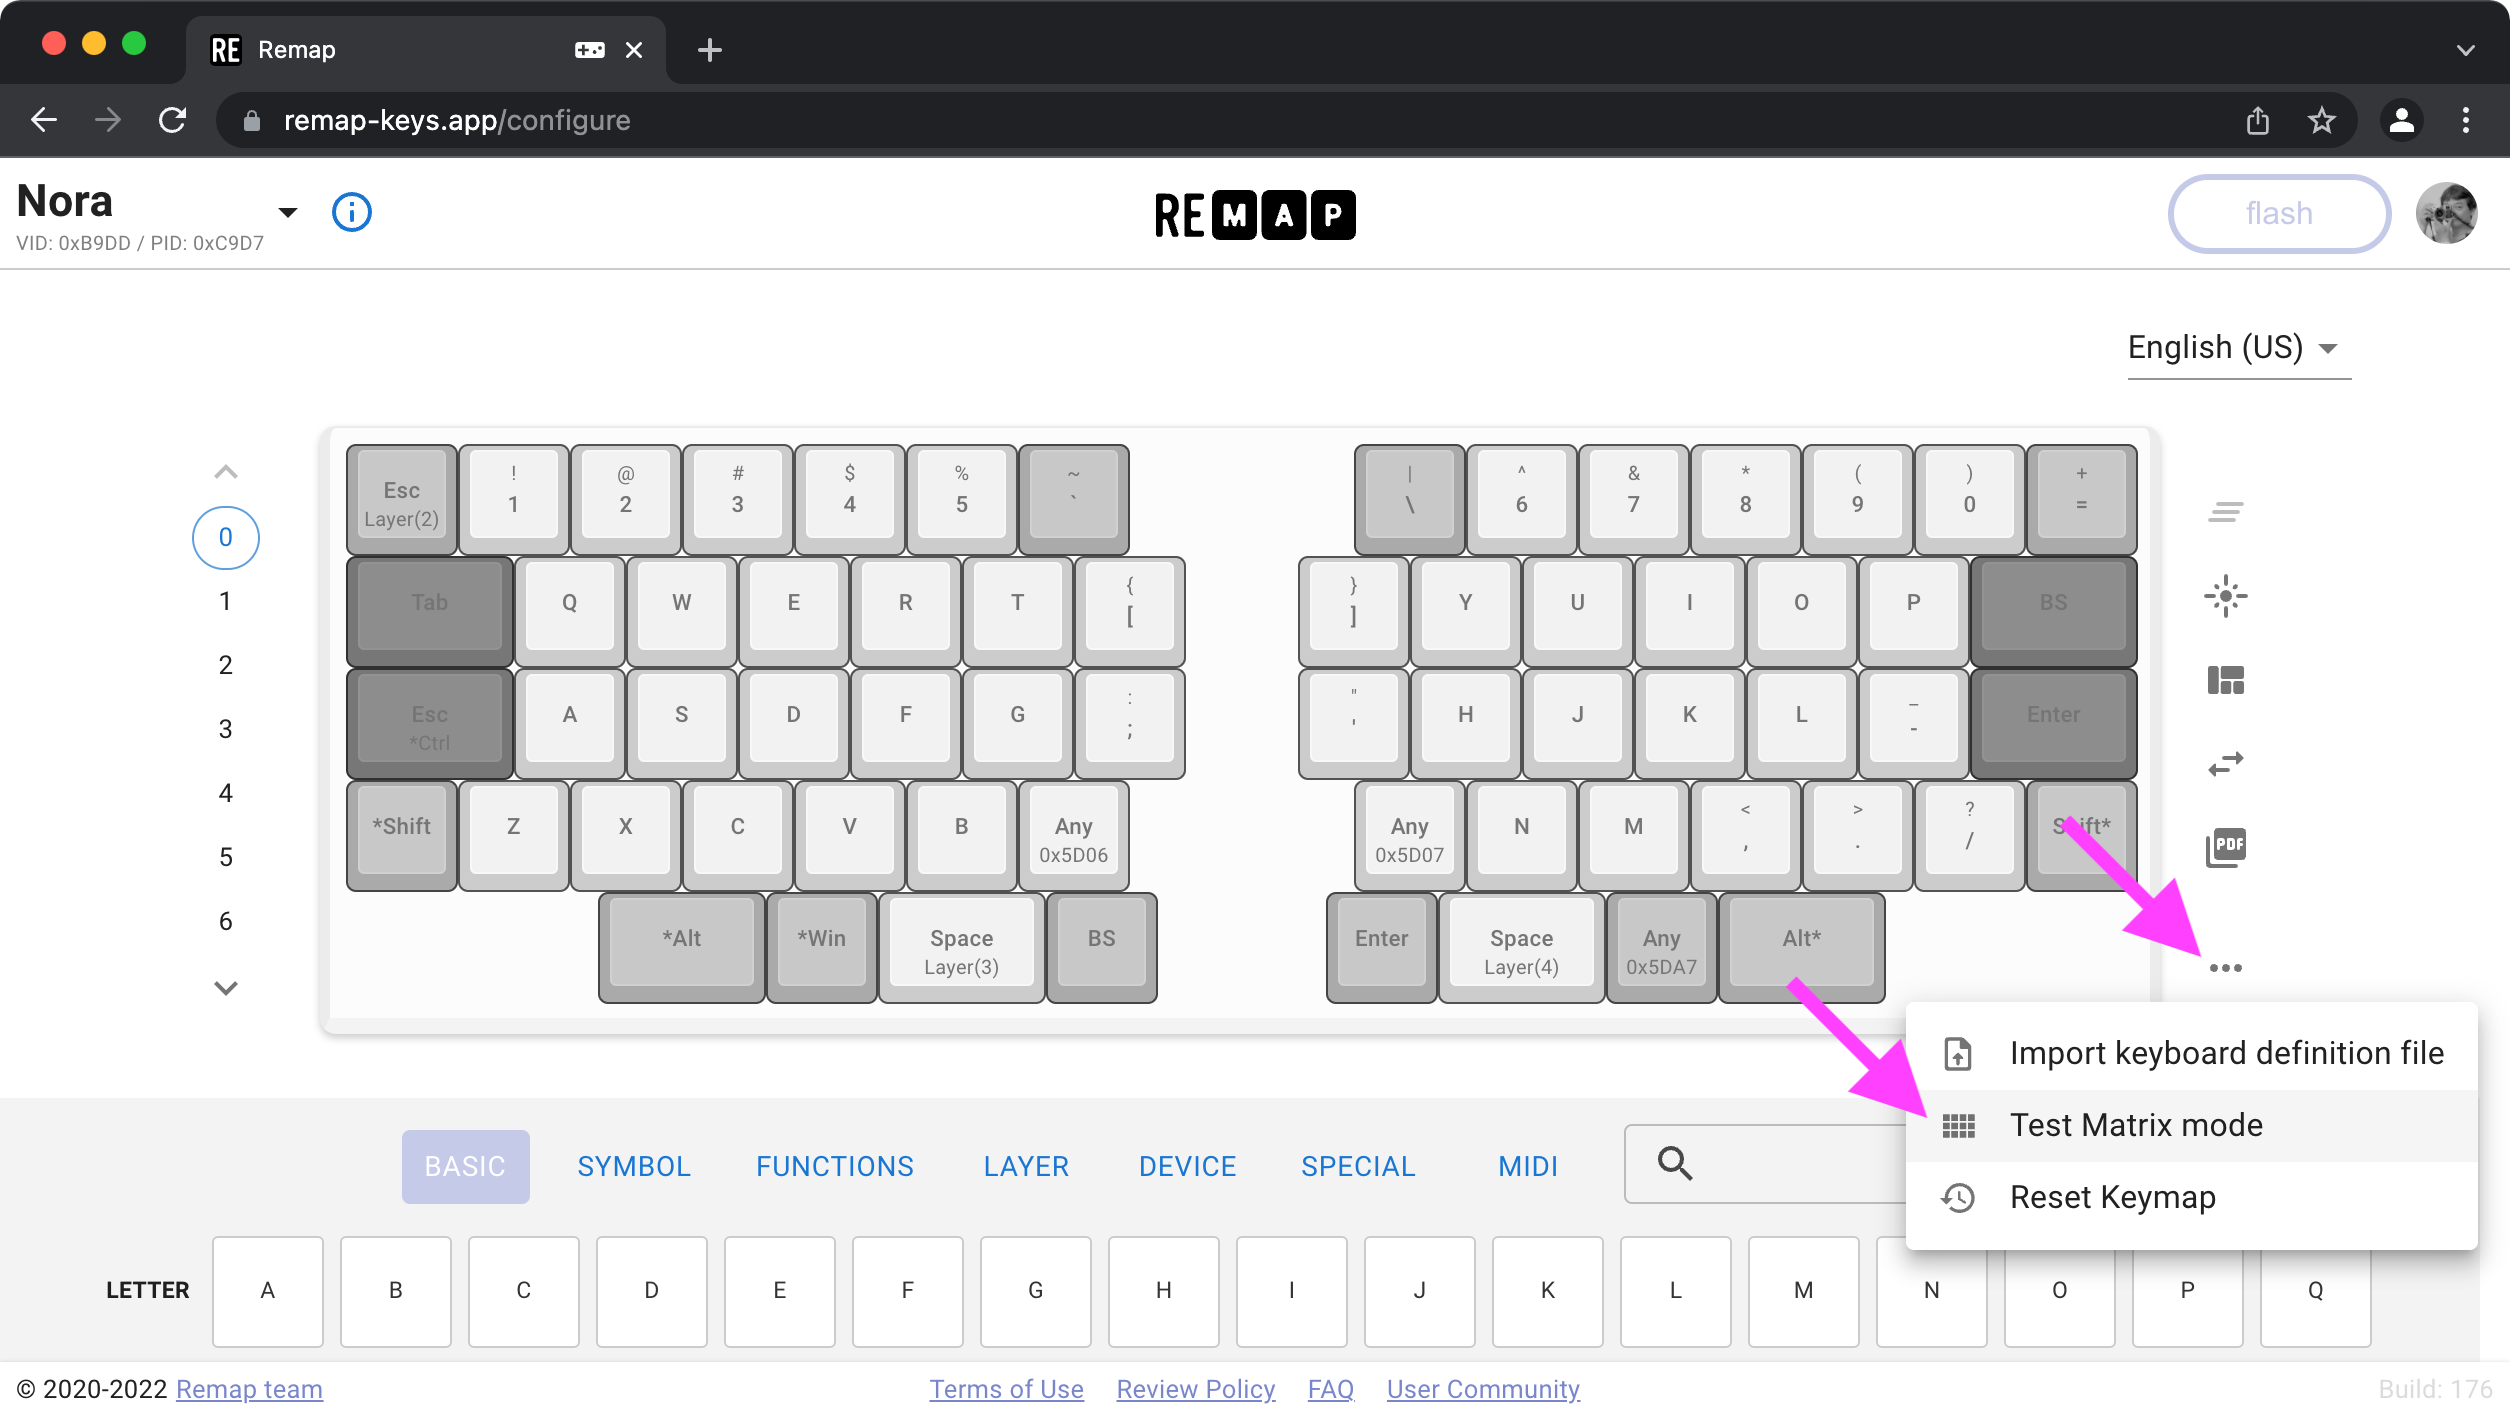 RE Remap
remap-keys.app/configure
Nora
VID: 0xB9DD / PID: 0xC9D7
REMAP
flash
English (US)
0
1
2
3
4
5
6
Esc Layer(2) ! 1 @ 2 # 3 $ 4 % 5 ~ ` | \ ^ 6 & 7 * 8 ( 9 ) 0 + =
Tab Q W E R T { [ } ] Y U I O P BS
Esc *Ctrl A S D F G : ; " ' H J K L _ - Enter
*Shift Z X C V B Any 0x5D06 Any 0x5D07 N M < , > . ? / Shift*
*Alt *Win Space Layer(3) BS Enter Space Layer(4) Any 0x5DA7 Alt*
PDF
Import keyboard definition file
Test Matrix mode
Reset Keymap
BASIC SYMBOL FUNCTIONS LAYER DEVICE SPECIAL MIDI
LETTER A B C D E F G H I J K L M N O P Q
© 2020-2022 Remap team Terms of Use Review Policy FAQ User Community Build: 176